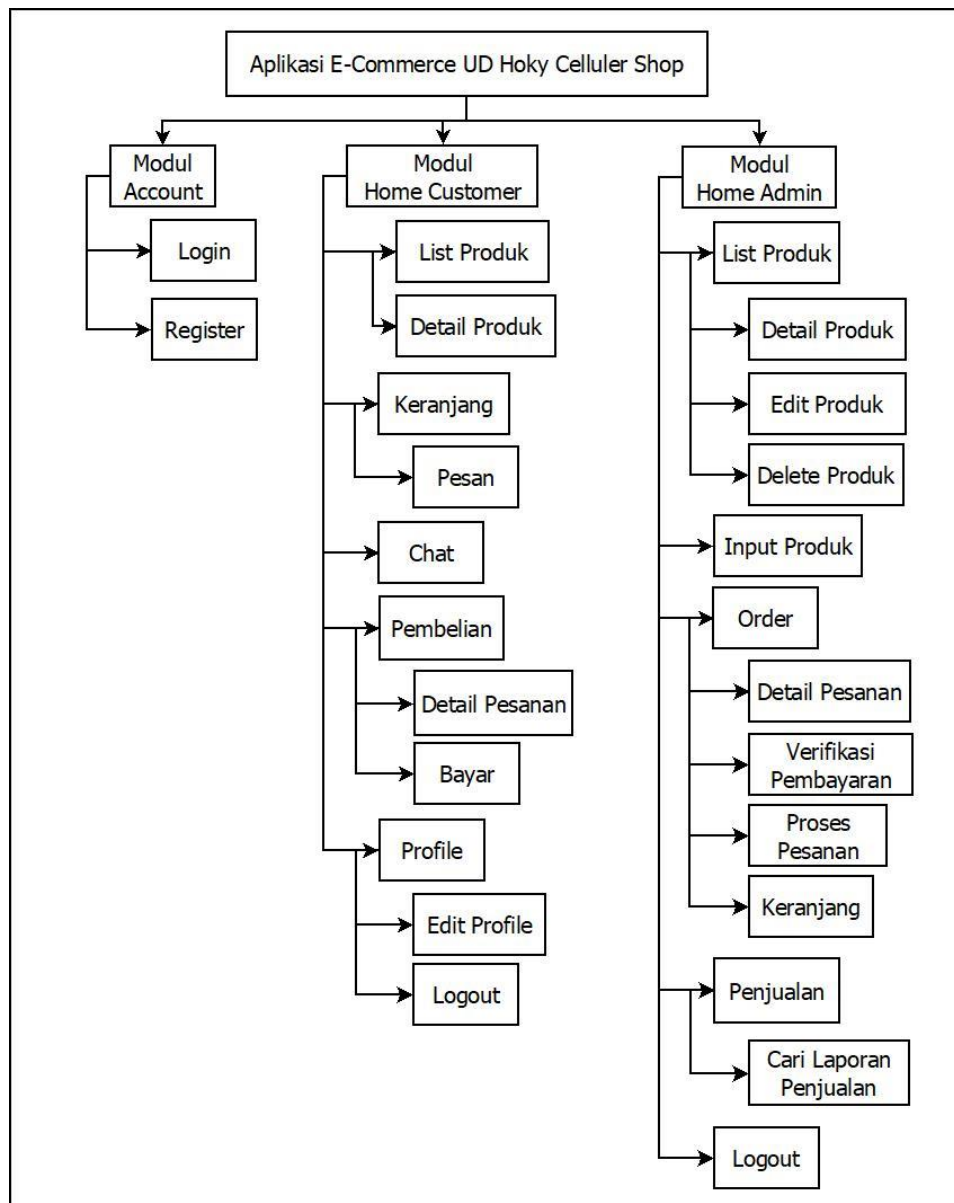 Aplikasi E-Commerce UD Hoky Celluler Shop
Modul
Account
Login
Register
Modul
Home Customer
List Produk
Detail Produk
Keranjang
Pesan
Chat
Pembelian
Detail Pesanan
Bayar
Profile
Edit Profile
Logout
Modul
Home Admin
List Produk
Detail Produk
Edit Produk
Delete Produk
Input Produk
Order
Detail Pesanan
Verifikasi
Pembayaran
Proses
Pesanan
Keranjang
Penjualan
Cari Laporan
Penjualan
Logout